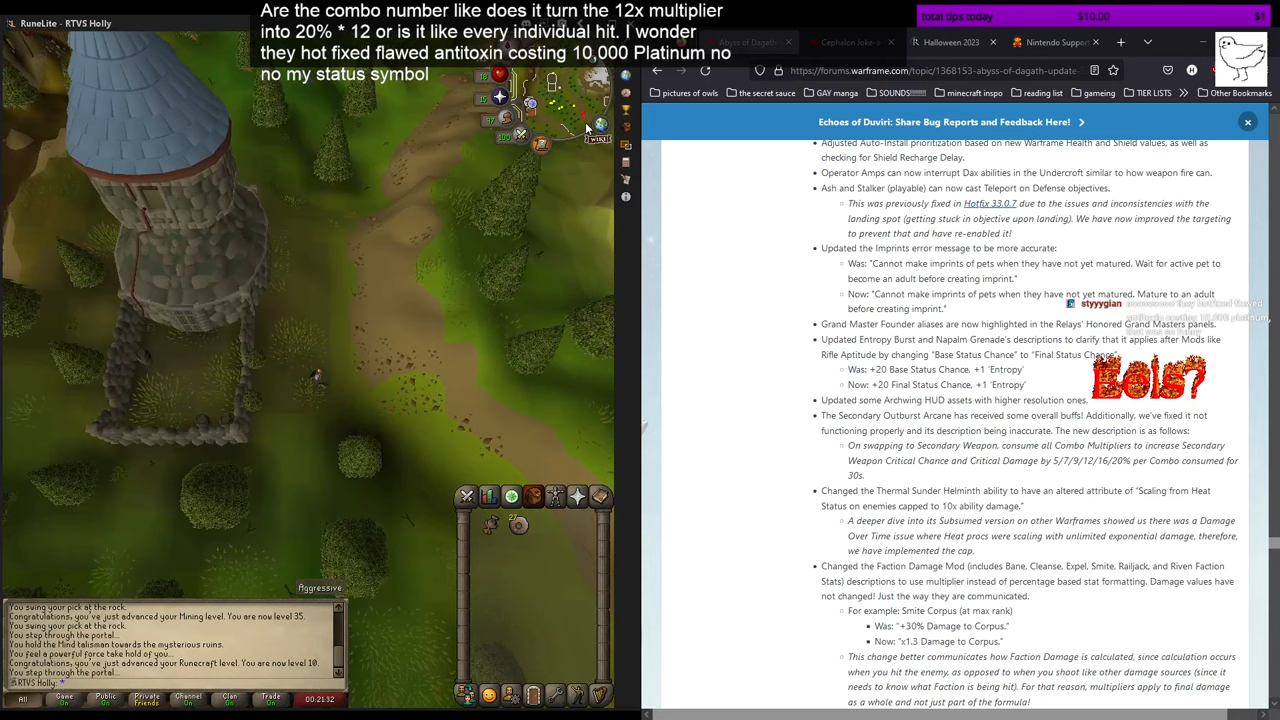 RuneLite - RTVS Holly
Are the combo number like does it turn the 12x multiplier
into 20% * 12 or is it like every individual hit. I wonder
they hot fixed flawed antitoxin costing 10,000 Platinum no
no my status symbol
total tips today $10.00 $1
Abyss of Dagath
Cephalon Joke-o
Halloween 2023
Nintendo Support
https://forums.warframe.com/topic/1368153-abyss-of-dagath-update-
pictures of owls
the secret sauce
GAY manga
SOUNDS!!!!!!!
minecraft inspo
reading list
gameing
TIER LISTS
Other Bookmarks
Echoes of Duviri: Share Bug Reports and Feedback Here!
Adjusted Auto-Install prioritization based on new Warframe Health and Shield values, as well as
checking for Shield Recharge Delay.
Operator Amps can now interrupt Dax abilities in the Undercroft similar to how weapon fire can.
Ash and Stalker (playable) can now cast Teleport on Defense objectives.
This was previously fixed in Hotfix 33.0.7 due to the issues and inconsistencies with the
landing spot (getting stuck in objective upon landing). We have now improved the targeting
to prevent that and have re-enabled it!
Updated the Imprints error message to be more accurate:
Was: "Cannot make imprints of pets when they have not yet matured. Wait for active pet to
become an adult before creating imprint."
Now: "Cannot make imprints of pets when they have not yet matured. Mature to an adult
before creating imprint."
styyygian
Grand Master Founder aliases are now highlighted in the Relays' Honored Grand Masters panels.
Updated Entropy Burst and Napalm Grenade's descriptions to clarify that it applies after Mods like
Rifle Aptitude by changing "Base Status Chance" to "Final Status Chance"
Was: +20 Base Status Chance, +1 'Entropy'
Now: +20 Final Status Chance, +1 'Entropy'
Eels?
Updated some Archwing HUD assets with higher resolution ones.
The Secondary Outburst Arcane has received some overall buffs! Additionally, we've fixed it not
functioning properly and its description being inaccurate. The new description is as follows:
On swapping to Secondary Weapon, consume all Combo Multipliers to increase Secondary
Weapon Critical Chance and Critical Damage by 5/7/9/12/16/20% per Combo consumed for
30s.
Changed the Thermal Sunder Helminth ability to have an altered attribute of "Scaling from Heat
Status on enemies capped to 10x ability damage."
A deeper dive into its Subsumed version on other Warframes showed us there was a Damage
Over Time issue where Heat procs were scaling with unlimited exponential damage, therefore,
we have implemented the cap.
Changed the Faction Damage Mod (includes Bane, Cleanse, Expel, Smite, Railjack, and Riven Faction
Stats) descriptions to use multiplier instead of percentage based stat formatting. Damage values have
not changed! Just the way they are communicated.
For example: Smite Corpus (at max rank)
Was: "+30% Damage to Corpus."
Now: "x1.3 Damage to Corpus."
This change better communicates how Faction Damage is calculated, since calculation occurs
when you hit the enemy, as opposed to when you shoot like other damage sources (since it
needs to know what Faction is being hit). For that reason, multipliers apply to final damage
as a whole and not just part of the formula!
WIKI
27
Aggressive
You swing your pick at the rock.
Congratulations, you've just advanced your Mining level. You are now level 35.
You swing your pick at the rock.
You step through the portal...
You hold the Mind talisman towards the mysterious ruins.
You feel a powerful force take hold of you...
Congratulations, you've just advanced your Runecraft level. You are now level 10.
You step through the portal...
RTVS Holly: *
All
Game On
Public On
Private Friends
Channel On
Clan On
Trade On
00:21:32